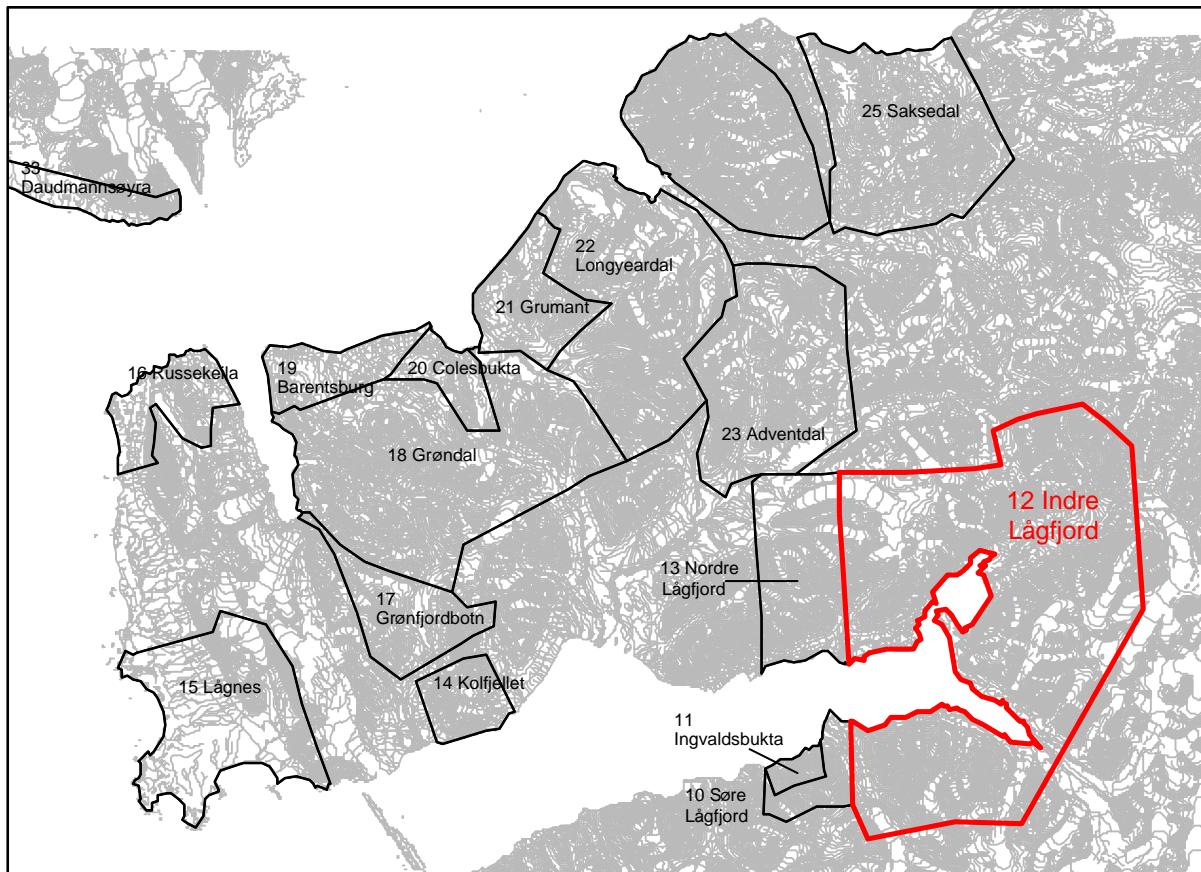 25 Saksedal
33
Daudmannsøyra
22
Longyeardal
21 Grumant
16 Russekeila
19
Barentsburg
20 Colesbukta
18 Grøndal
23 Adventdal
12 Indre
Lågfjord
13 Nordre
Lågfjord
17
Grønfjordbotn
15 Lågnes
14 Kolfjellet
11
Ingvaldsbukta
10 Søre
Lågfjord